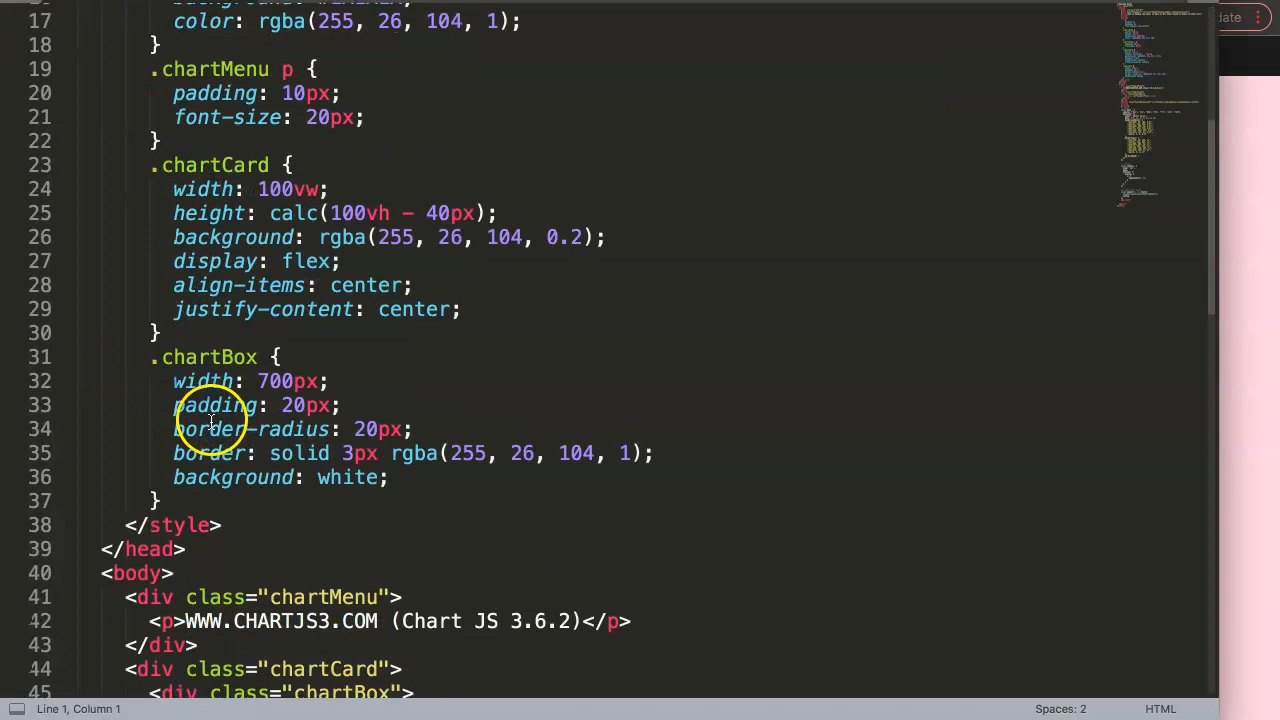 date
17 color: rgba(255, 26, 104, 1);
18 }
19 .chartMenu p {
20 padding: 10px;
21 font-size: 20px;
22 }
23 .chartCard {
24 width: 100vw;
25 height: calc(100vh - 40px);
26 background: rgba(255, 26, 104, 0.2);
27 display: flex;
28 align-items: center;
29 justify-content: center;
30 }
31 .chartBox {
32 width: 700px;
33 padding: 20px;
34 border-radius: 20px;
35 border: solid 3px rgba(255, 26, 104, 1);
36 background: white;
37 }
38 </style>
39 </head>
40 <body>
41 <div class="chartMenu">
42 <p>WWW.CHARTJS3.COM (Chart JS 3.6.2)</p>
43 </div>
44 <div class="chartCard">
45 <div class="chartBox">
Line 1, Column 1 Spaces: 2 HTML